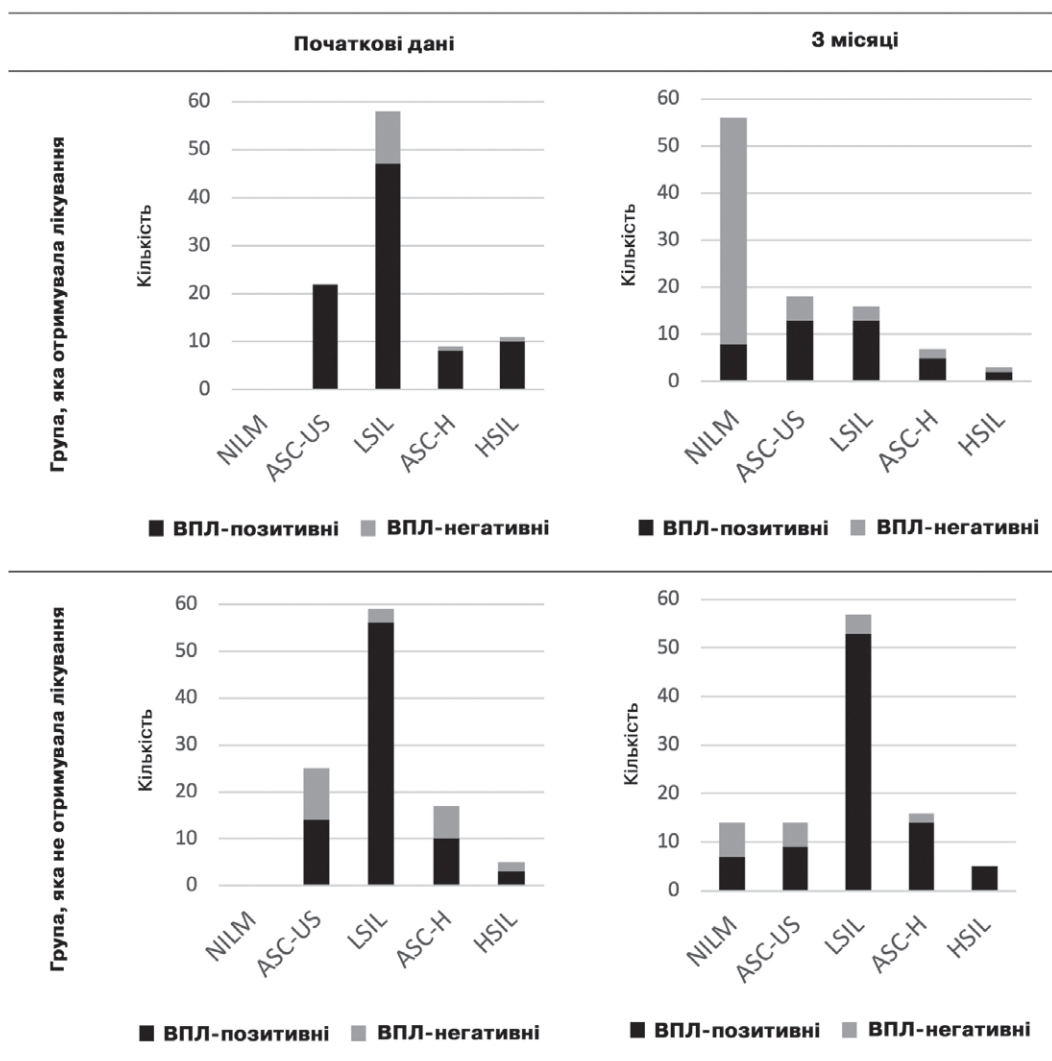 Початкові дані
3 місяці
Група, яка отримувала лікування
Кількість
60
50
40
30
20
10
0
NILM
ASC-US
LSIL
ASC-H
HSIL
ВПЛ-позитивні ВПЛ-негативні
Кількість
60
50
40
30
20
10
0
NILM
ASC-US
LSIL
ASC-H
HSIL
ВПЛ-позитивні ВПЛ-негативні
Група, яка не отримувала лікування
Кількість
60
50
40
30
20
10
0
NILM
ASC-US
LSIL
ASC-H
HSIL
ВПЛ-позитивні ВПЛ-негативні
Кількість
60
50
40
30
20
10
0
NILM
ASC-US
LSIL
ASC-H
HSIL
ВПЛ-позитивні ВПЛ-негативні